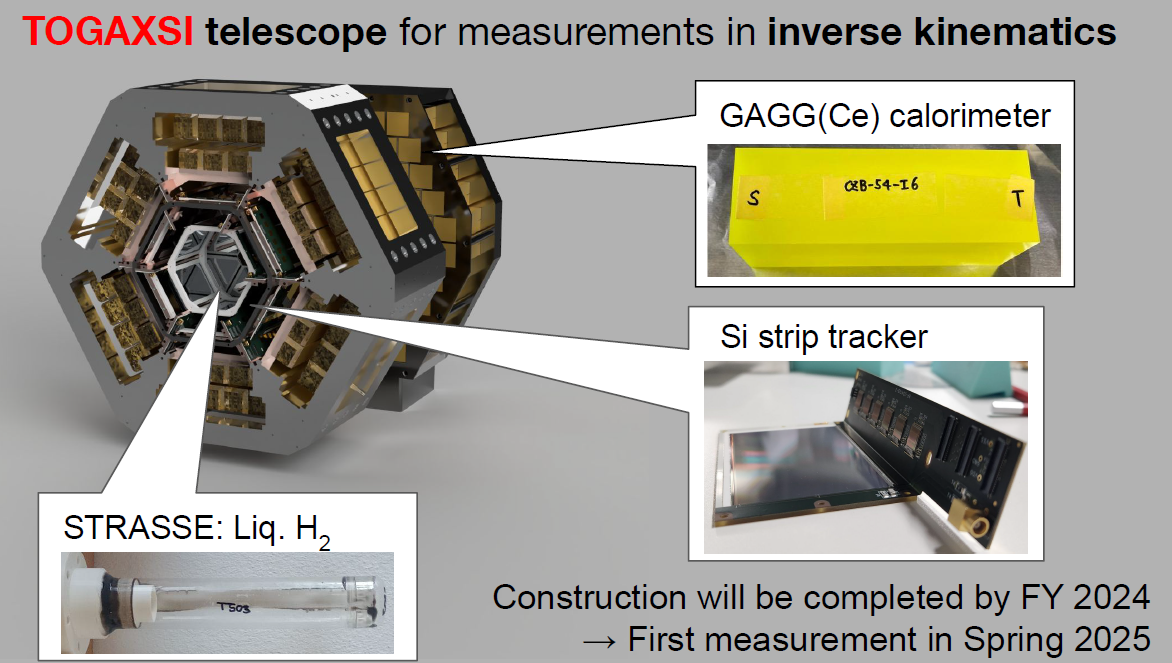 TOGAXSI telescope for measurements in inverse kinematics
GAGG(Ce) calorimeter
S
T
Si strip tracker
STRASSE: Liq. H2
T503
Construction will be completed by FY 2024
→ First measurement in Spring 2025